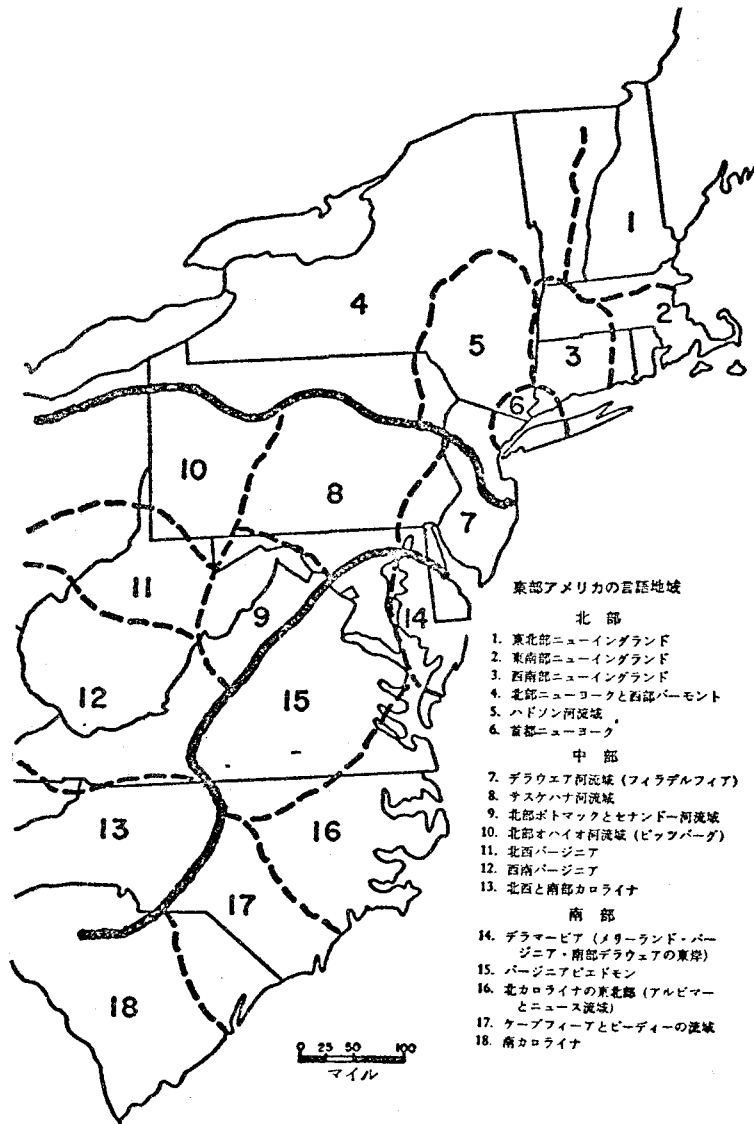 1
2
3
4
5
6
7
8
9
10
11
12
13
14
15
16
17
18
東部アメリカの言語地域
北部
1. 東北部ニューイングランド
2. 東南部ニューイングランド
3. 西南部ニューイングランド
4. 北部ニューヨークと西部バーモント
5. ハドソン河流域
6. 首都ニューヨーク
中部
7. デラウエア河流域 (フィラデルフィア)
8. サスケハナ河流域
9. 北部ポトマックとセナンドー河流域
10. 北部オハイオ河流域 (ピッツバーグ)
11. 北西バージニア
12. 西南バージニア
13. 北西と南部カロライナ
南部
14. デラマービア (メリーランド・バー
ジニア・南部デラウェアの東岸)
15. バージニアピエドモン
16. 北カロライナの東北部 (アルビマー
とニュース流域)
17. ケープフィーアとピーディーの流域
18. 南カロライナ
0 25 50 100
マイル